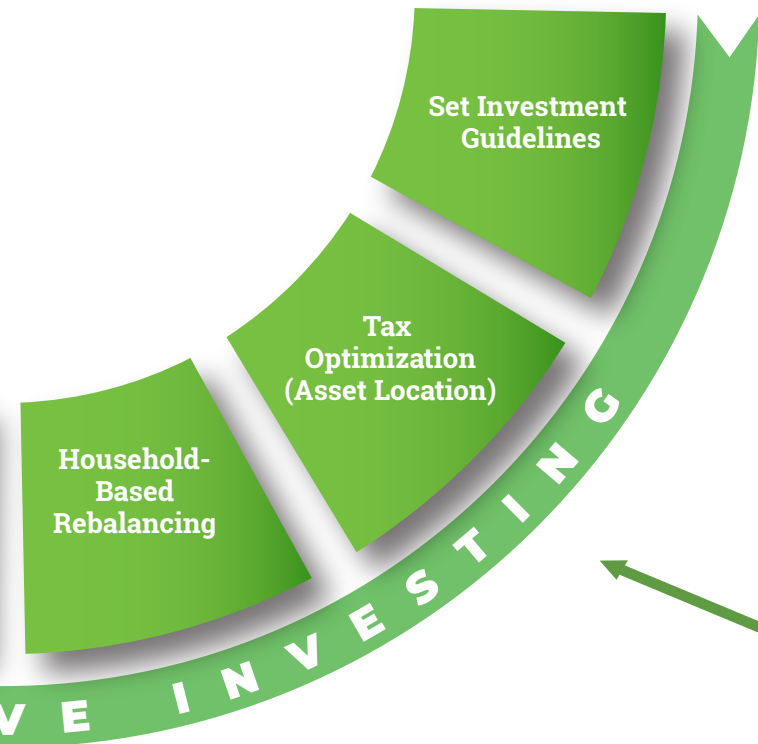 Set Investment
Guidelines
Tax
Optimization
(Asset Location)
Household-
Based
Rebalancing
VE INVESTING